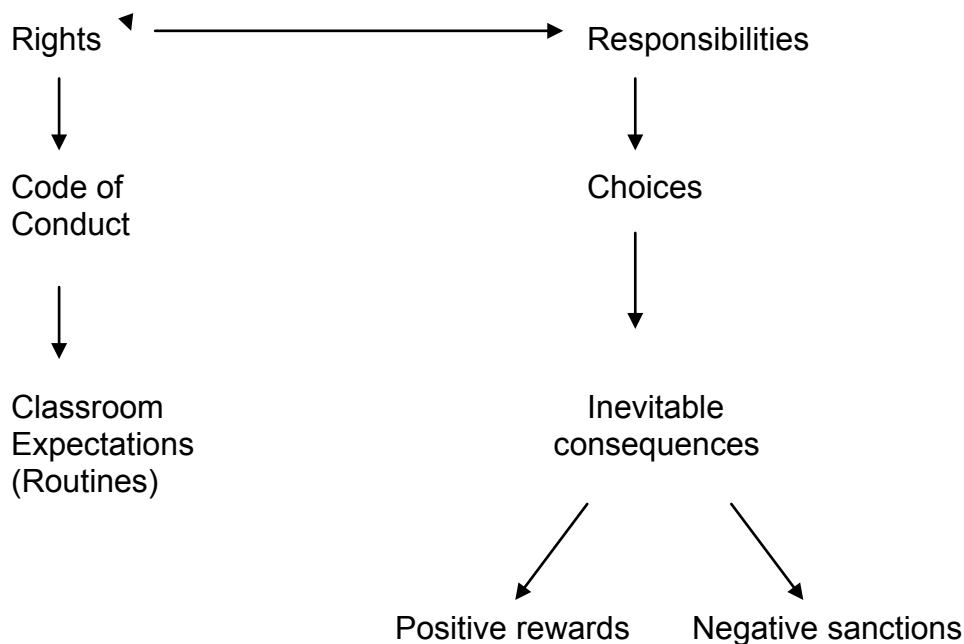 Rights
Responsibilities
Code of
Conduct
Choices
Classroom
Expectations
(Routines)
Inevitable
consequences
Positive rewards
Negative sanctions